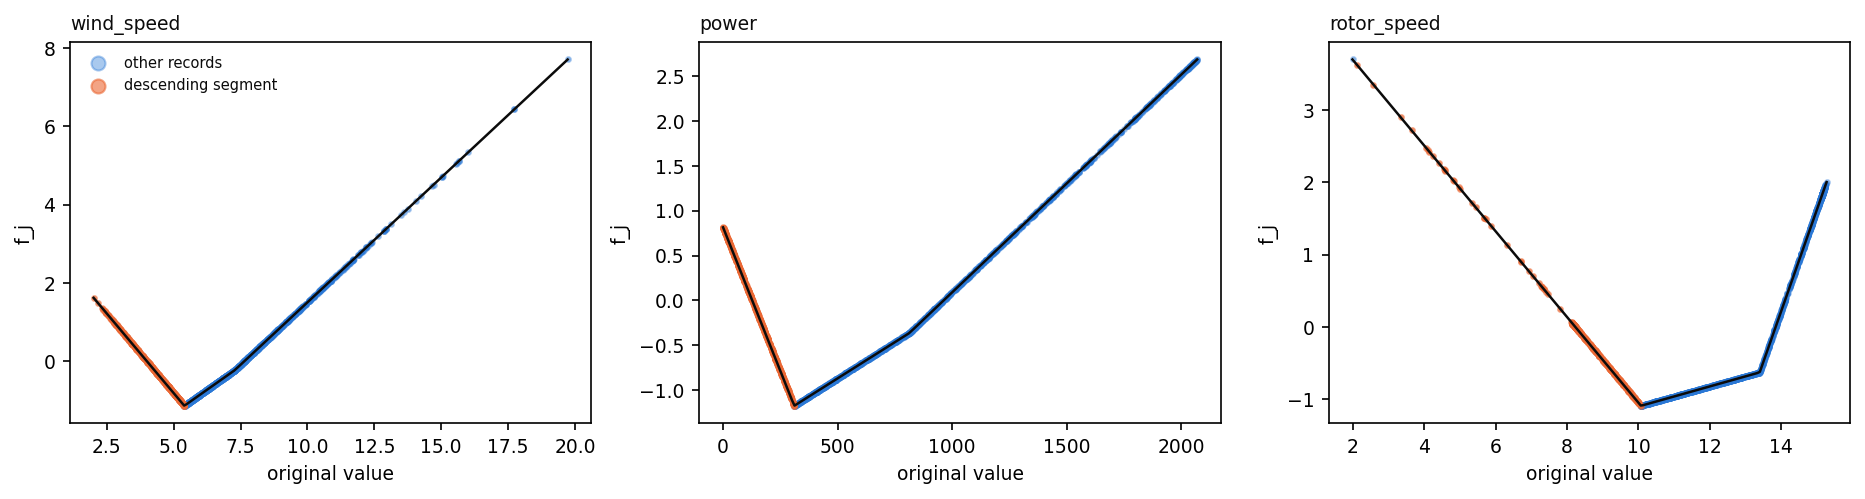 wind_speed
8
6
4
2
0
f_j
other records
descending segment
2.5 5.0 7.5 10.0 12.5 15.0 17.5 20.0
original value
power
2.5
2.0
1.5
1.0
0.5
0.0
−0.5
−1.0
f_j
0 500 1000 1500 2000
original value
rotor_speed
3
2
1
0
−1
f_j
2 4 6 8 10 12 14
original value